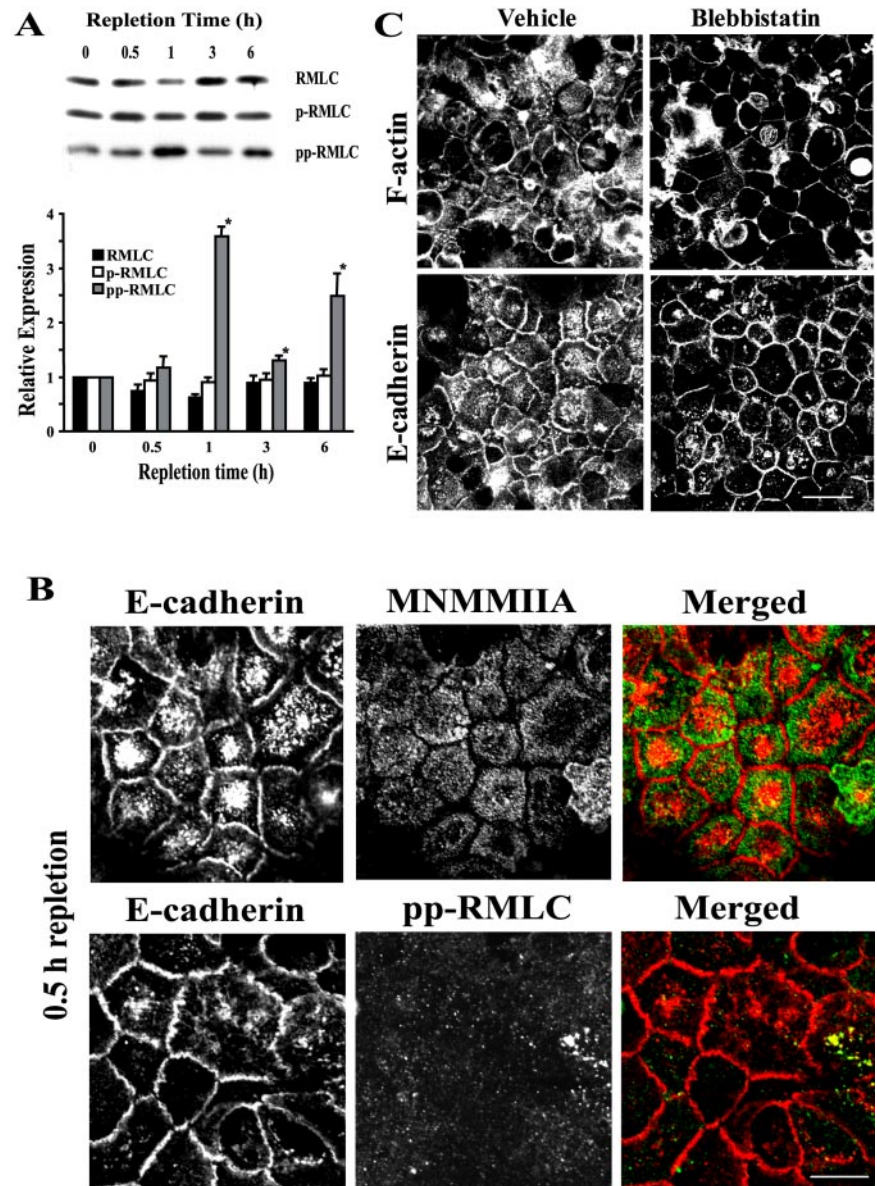 A
Repletion Time (h)
0 0.5 1 3 6
RMLC
p-RMLC
pp-RMLC
5
4
3
2
1
0
Relative Expression
RMLC
p-RMLC
pp-RMLC
* * *
0 0.5 1 3 6
Repletion time (h)
C
Vehicle Blebbistatin
F-actin
E-cadherin
B
E-cadherin MNMMIIA Merged
0.5 h repletion
E-cadherin pp-RMLC Merged